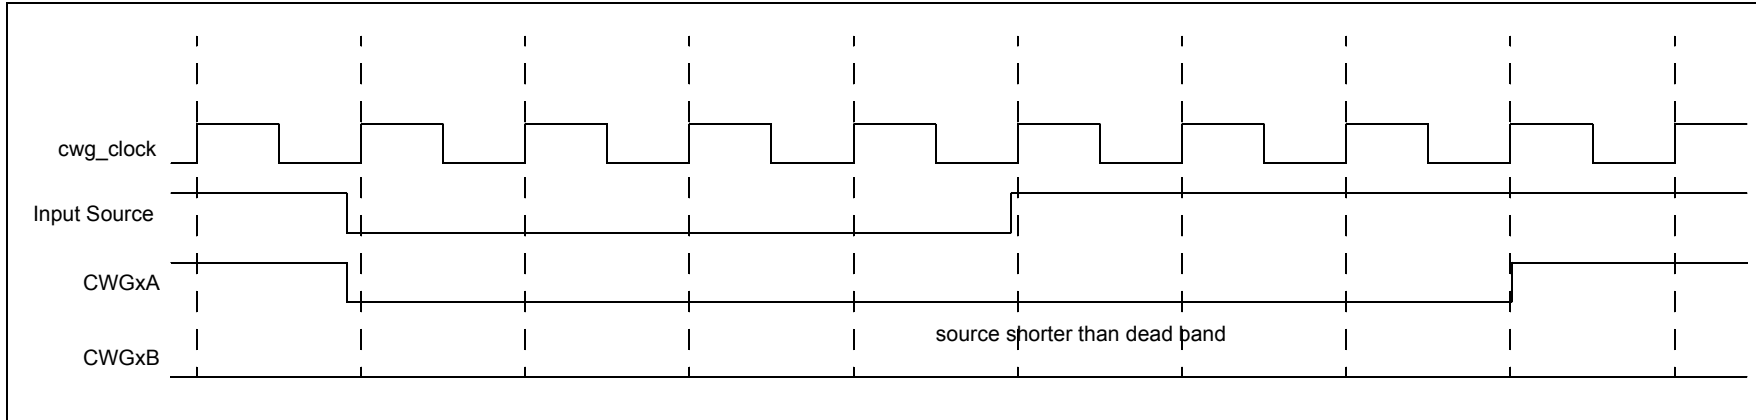 cwg_clock
Input Source
CWGxA
source shorter than dead band
CWGxB